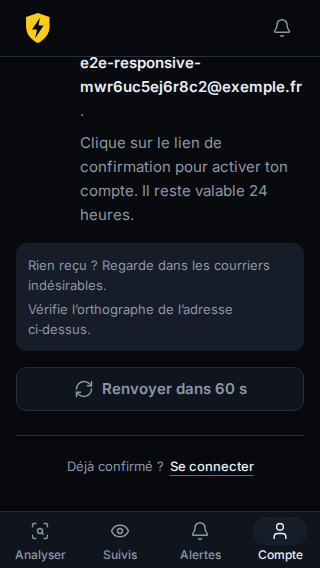 e2e-responsive-
mwr6uc5ej6r8c2@exemple.fr
.
Clique sur le lien de
confirmation pour activer ton
compte. Il reste valable 24
heures.
Rien reçu ? Regarde dans les courriers
indésirables.
Vérifie l’orthographe de l’adresse
ci-dessus.
Renvoyer dans 60 s
Déjà confirmé ? Se connecter
Analyser Suivis Alertes Compte